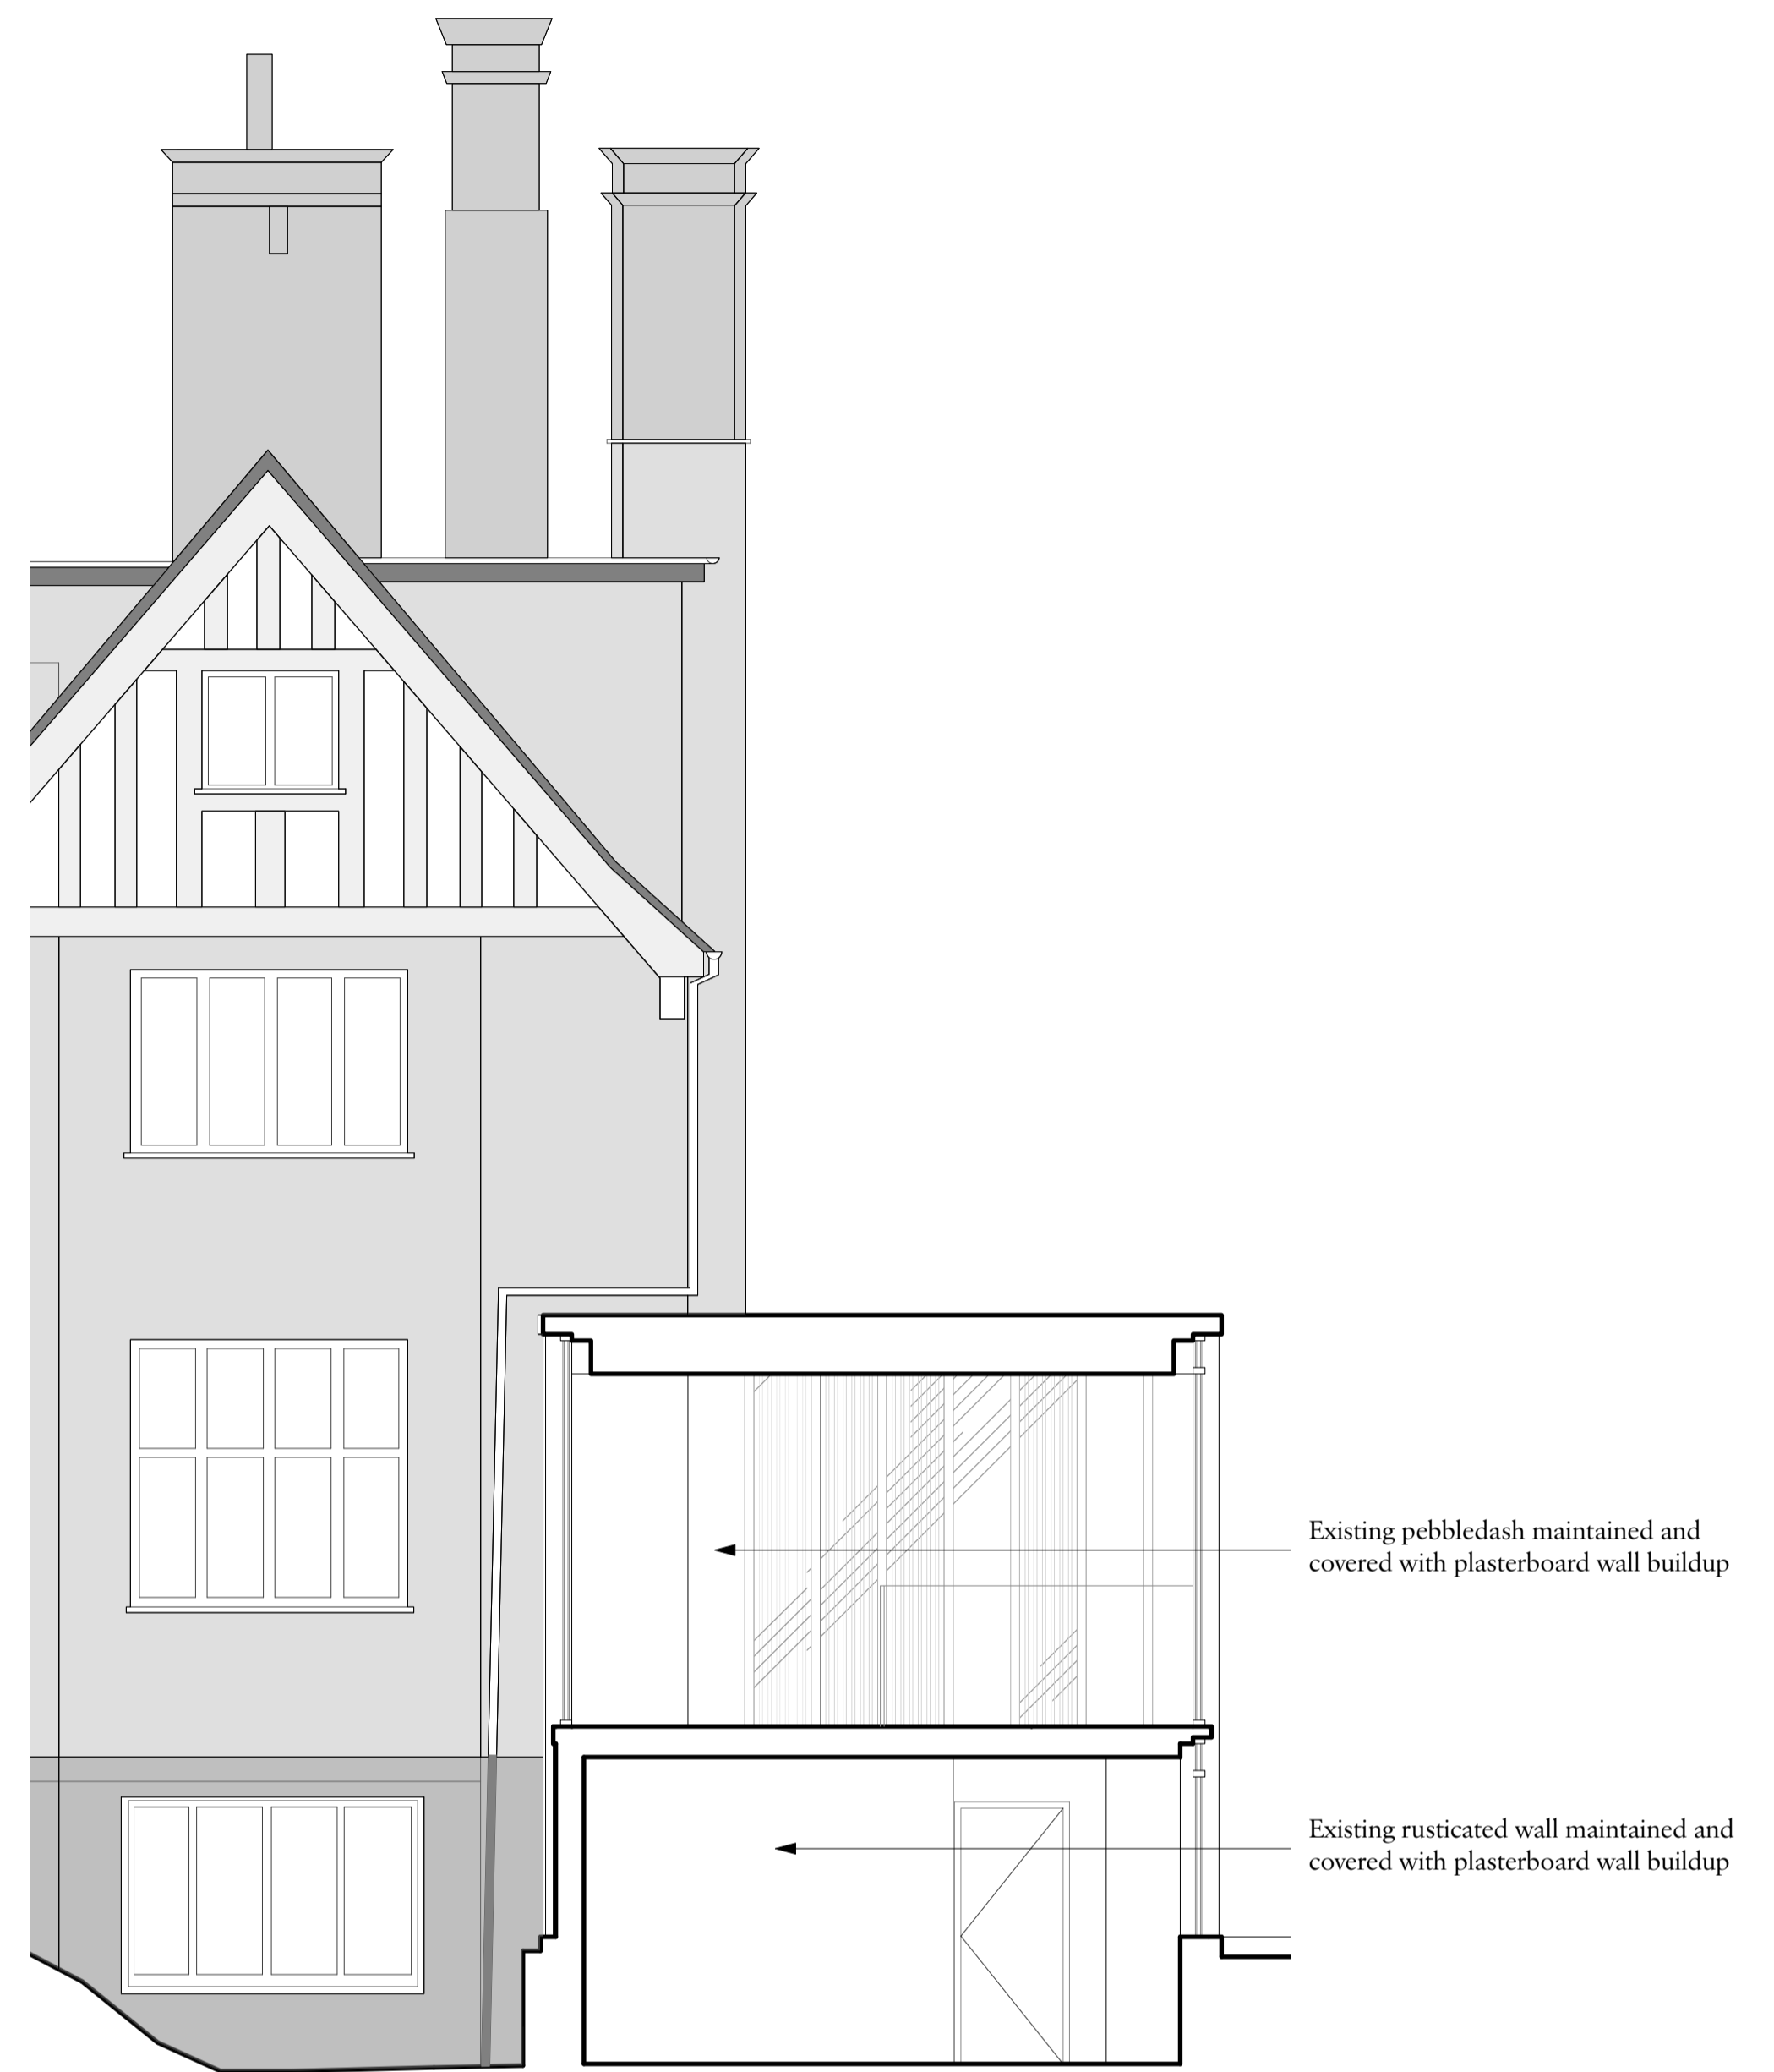 Existing pebbledash maintained and
covered with plasterboard wall buildup
Existing rusticated wall maintained and
covered with plasterboard wall buildup